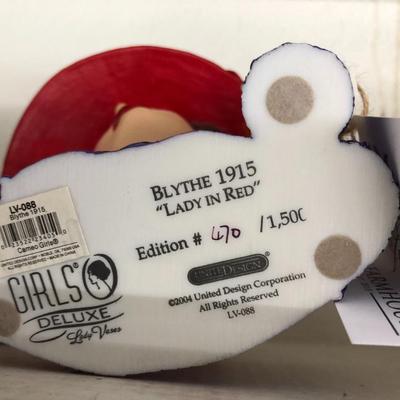 BLYTHE 1915
"LADY IN RED"
Edition # 470 /1,500
UNITED DESIGN
©2004 United Design Corporation
All Rights Reserved
LV-088
LV-088
Blythe 1915
Cameo Girls®
GIRLS
DELUXE
Lady Vases